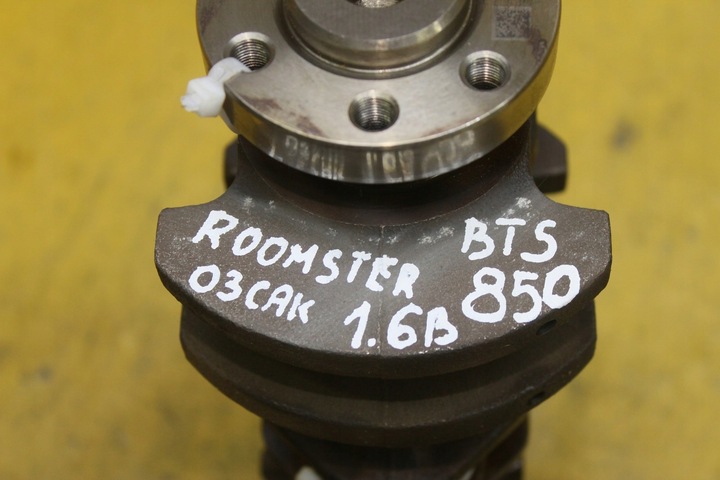 ROOMSTER BTS
03CAK 1.6B 850